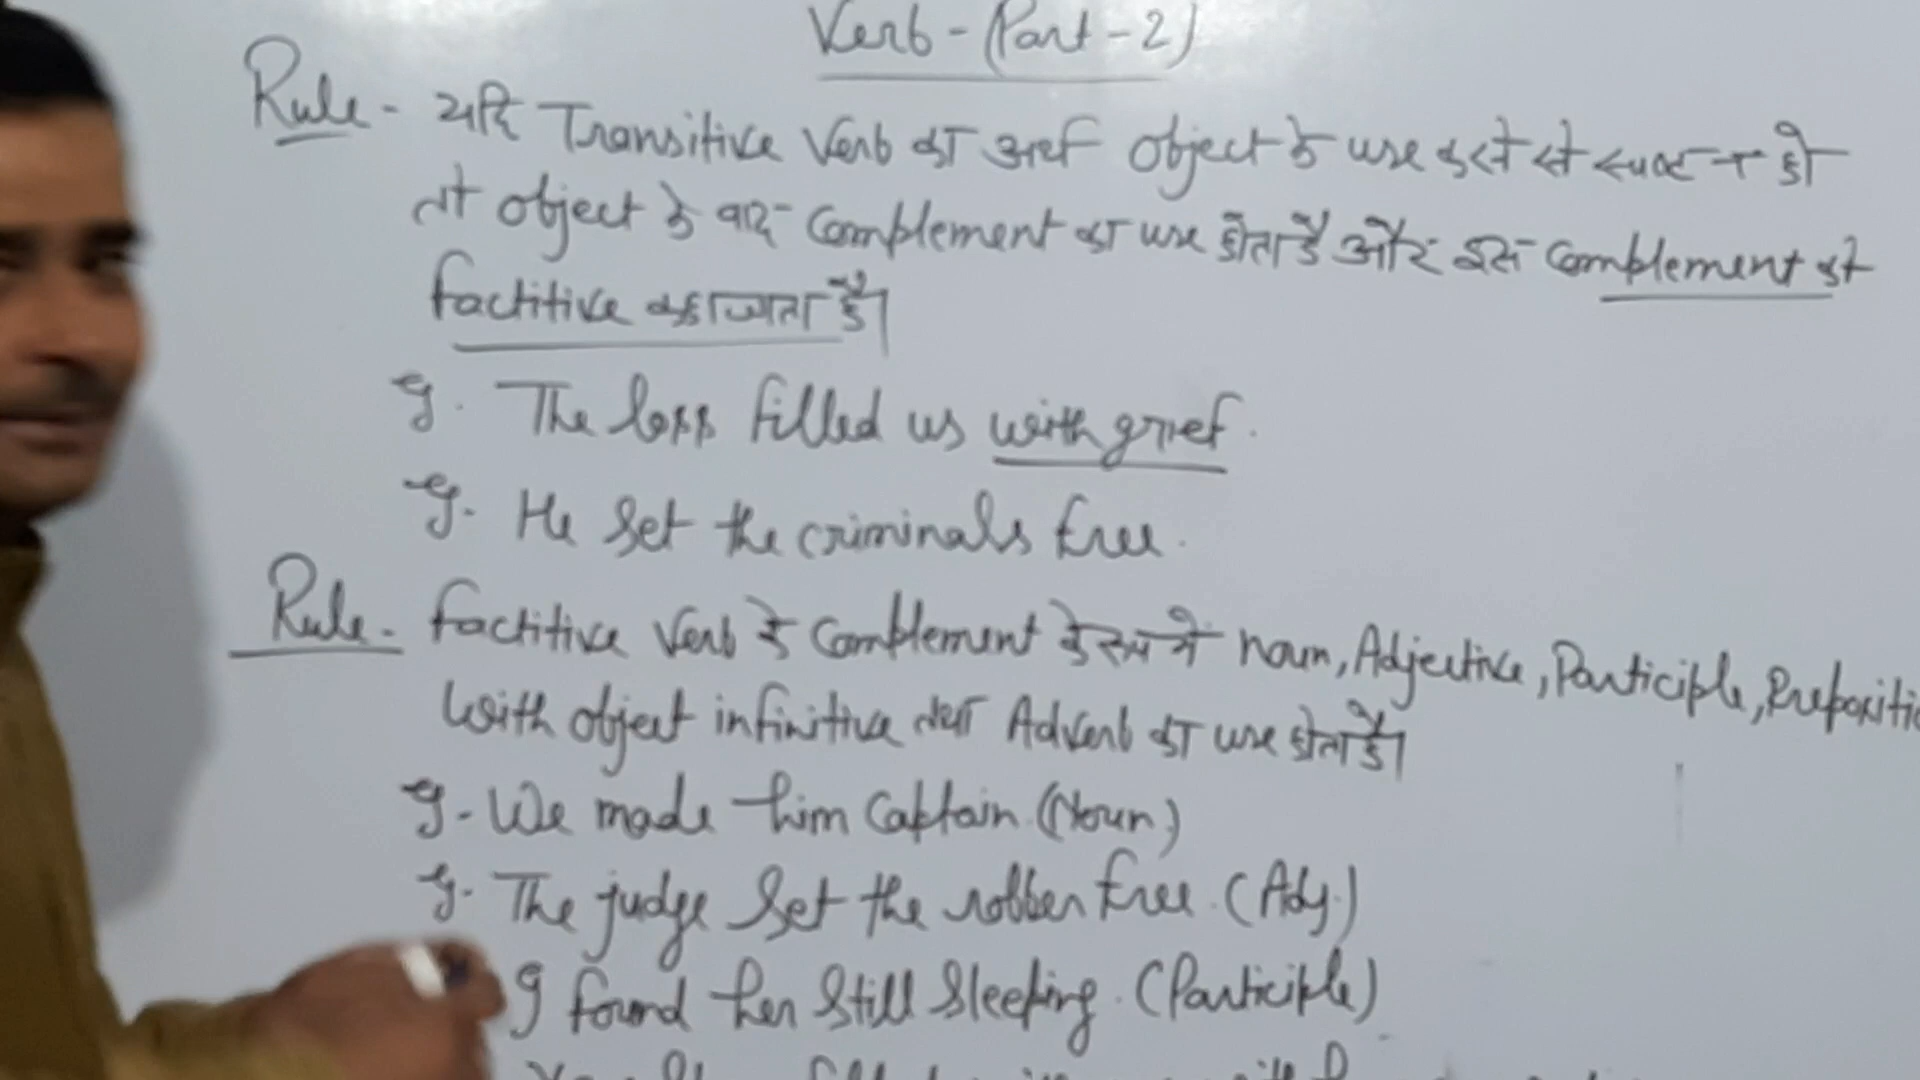 Verb - (Part - 2)
Rule - यदि Transitive Verb का अर्थ object के use करने से स्पष्ट न हो
तो object के बाद Complement का use होता है और इस Complement को
factitive कहा जाता है।
eg. The loss filled us with grief.
eg. He set the criminals free.
Rule - factitive Verb के Complement के रूप में noun, Adjective, Participle, Prepositio
with object infinitive तथा Adverb का use होता है।
eg - We made him Captain (Noun)
eg - The judge set the robber free. (Adj.)
I found her still sleeping. (Participle)